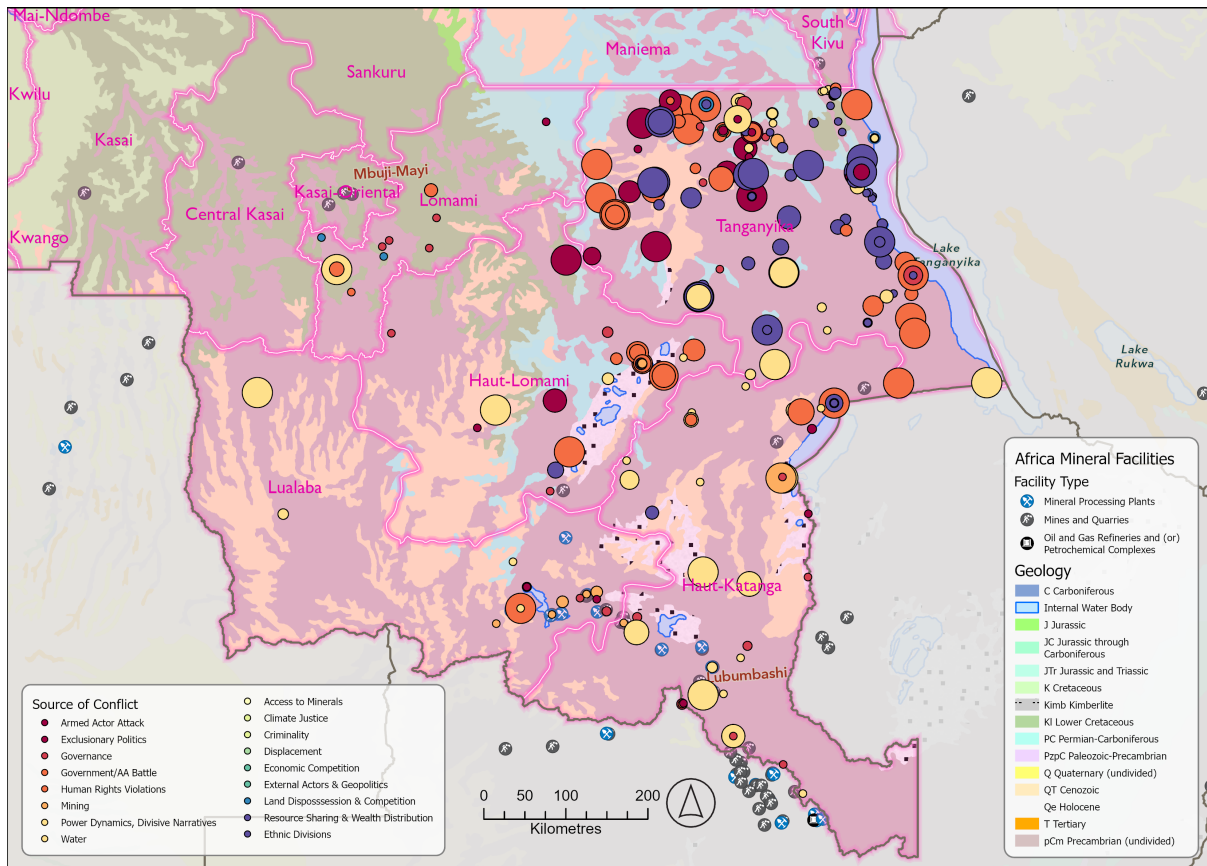 Mai-Ndombe
South
Kivu
Maniema
Sankuru
Kwilu
Kasai
Mbuji-Mayi
Kasai-Oriental
Lomami
Central Kasai
Tanganyika
Kwango
Lake
Tanganyika
Lake
Rukwa
Haut-Lomami
Lualaba
Haut-Katanga
Lubumbashi
Africa Mineral Facilities
Facility Type
Mineral Processing Plants
Mines and Quarries
Oil and Gas Refineries and (or)
Petrochemical Complexes
Geology
C Carboniferous
Internal Water Body
J Jurassic
JC Jurassic through
Carboniferous
JTr Jurassic and Triassic
K Cretaceous
Kimb Kimberlite
Kl Lower Cretaceous
PC Permian-Carboniferous
PzpC Paleozoic-Precambrian
Q Quaternary (undivided)
QT Cenozoic
Qe Holocene
T Tertiary
pCm Precambrian (undivided)
Source of Conflict
Armed Actor Attack
Exclusionary Politics
Governance
Government/AA Battle
Human Rights Violations
Mining
Power Dynamics, Divisive Narratives
Water
Access to Minerals
Climate Justice
Criminality
Displacement
Economic Competition
External Actors & Geopolitics
Land Disposssession & Competition
Resource Sharing & Wealth Distribution
Ethnic Divisions
0 50 100 200
Kilometres